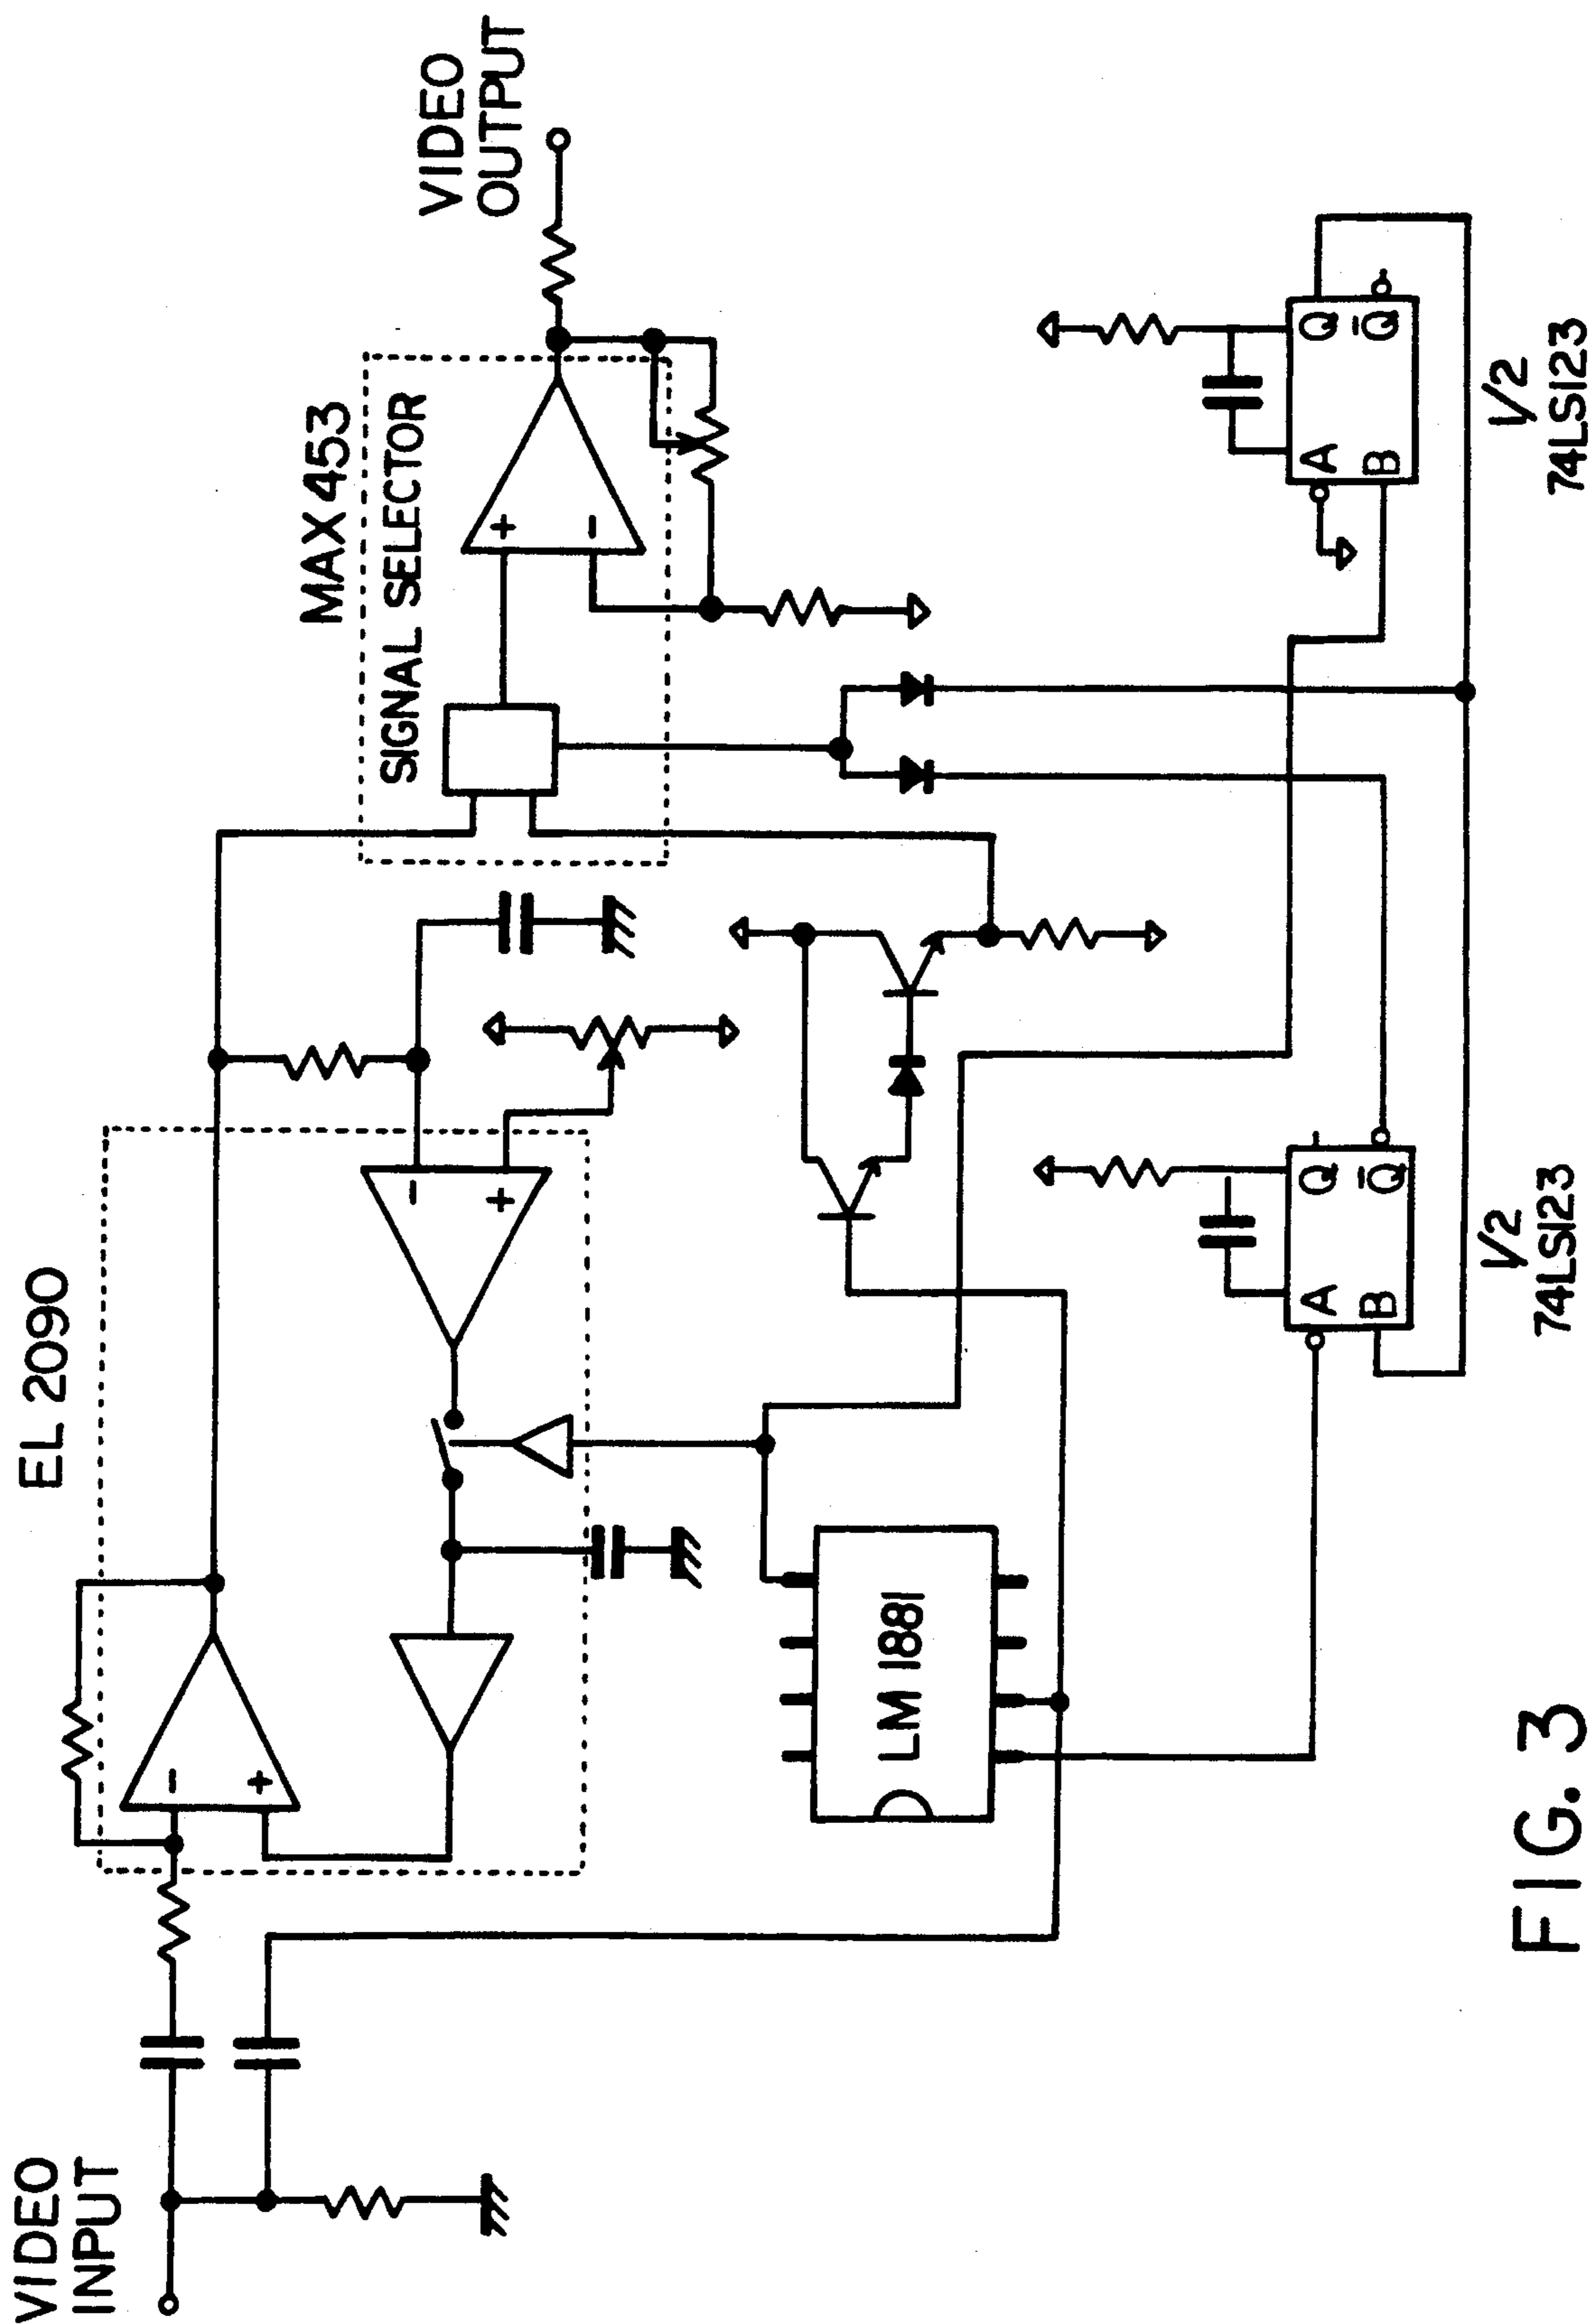 VIDEO
INPUT
EL 2090
−
+
−
+
MAX 453
SIGNAL SELECTOR
+
−
VIDEO
OUTPUT
LM 1881
A
Q
B
Q̅
1/2
74LS123
A
Q
B
Q̅
1/2
74LS123
FIG. 3